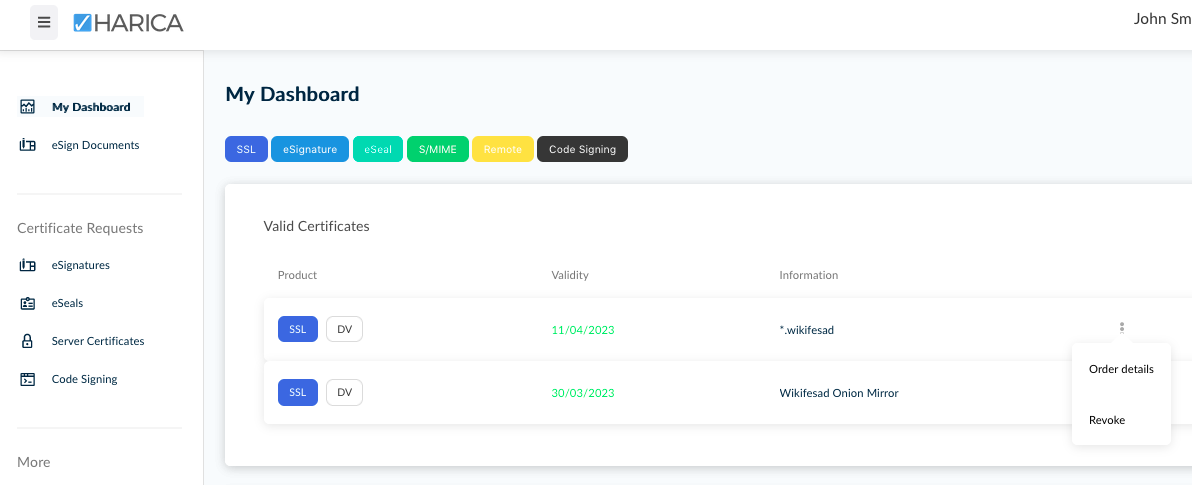 HARICA
John Sm
My Dashboard
eSign Documents
Certificate Requests
eSignatures
eSeals
Server Certificates
Code Signing
More
My Dashboard
SSL eSignature eSeal S/MIME Remote Code Signing
Valid Certificates
Product Validity Information
SSL DV 11/04/2023 *.wikifesad
SSL DV 30/03/2023 Wikifesad Onion Mirror
Order details
Revoke